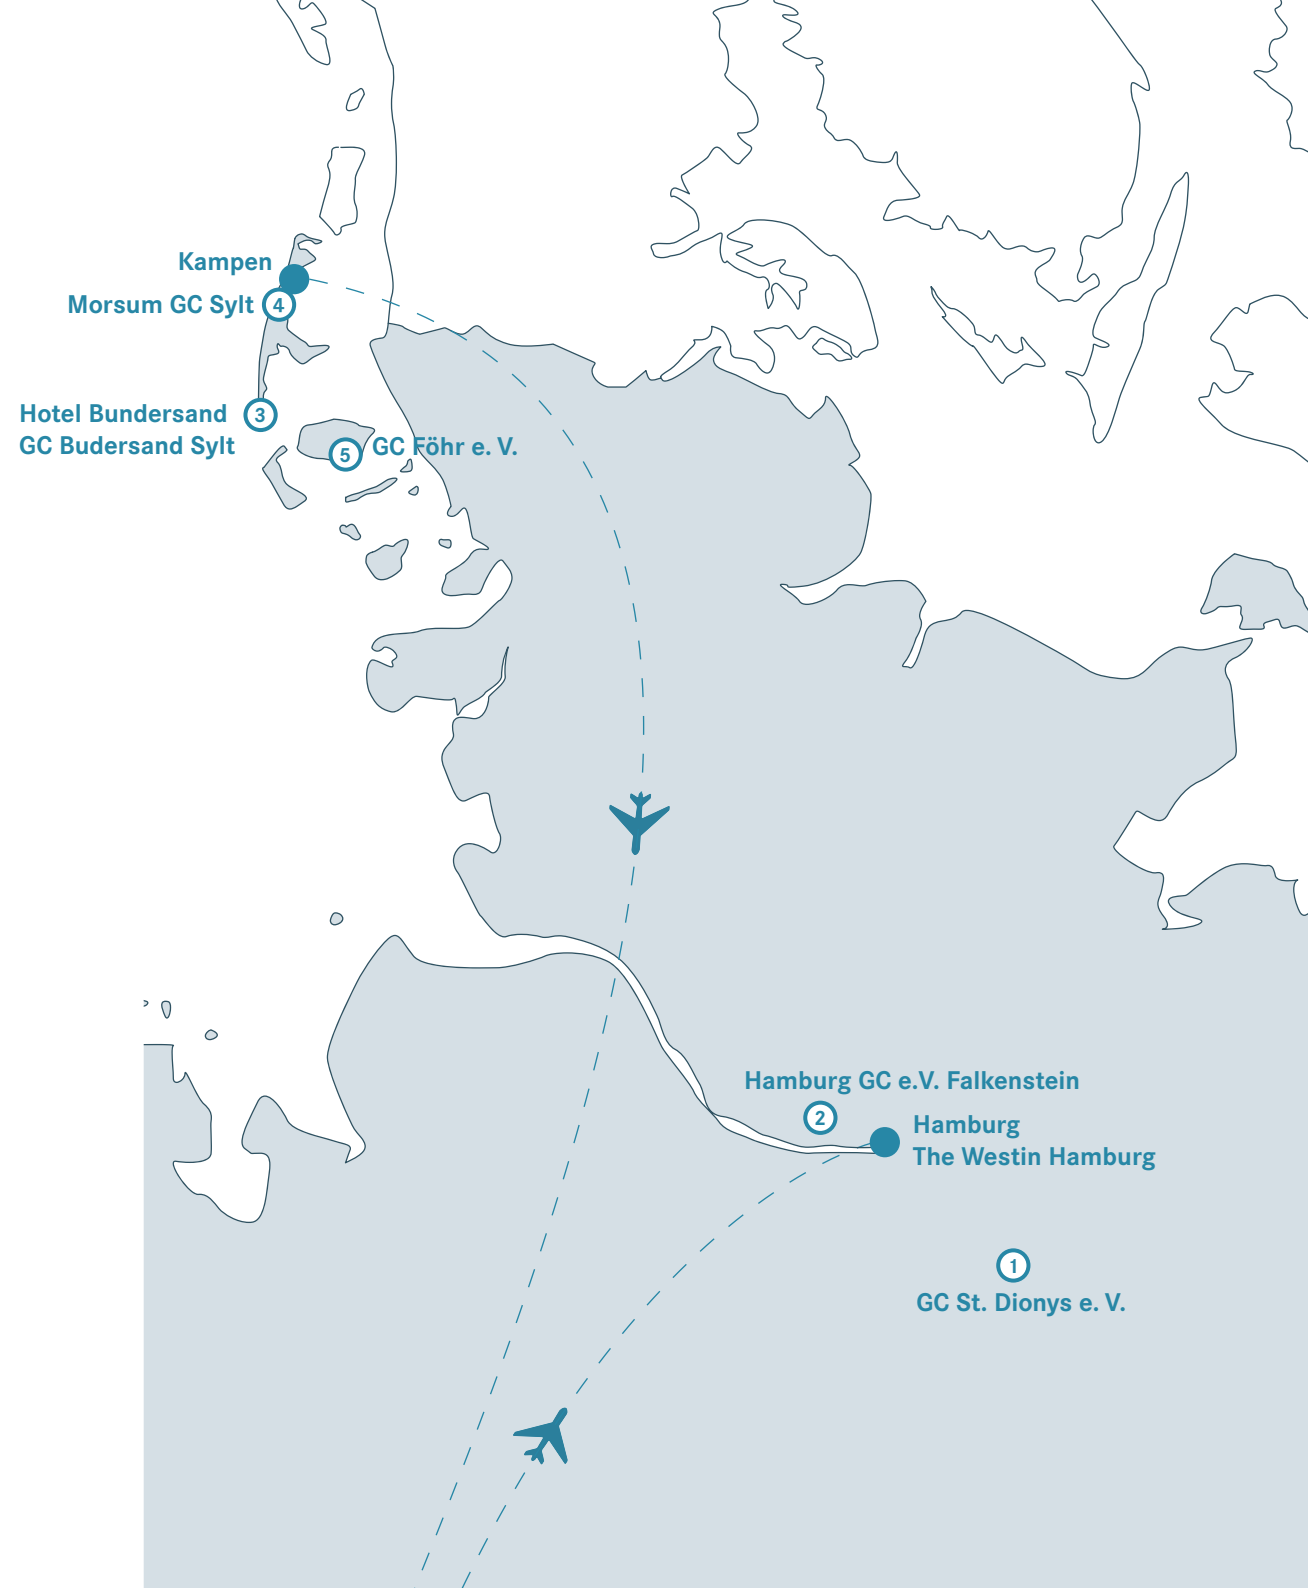 Kampen
Morsum GC Sylt 4
Hotel Bundersand
GC Budersand Sylt
3
5 GC Föhr e. V.
Hamburg GC e.V. Falkenstein
2
Hamburg
The Westin Hamburg
1
GC St. Dionys e. V.